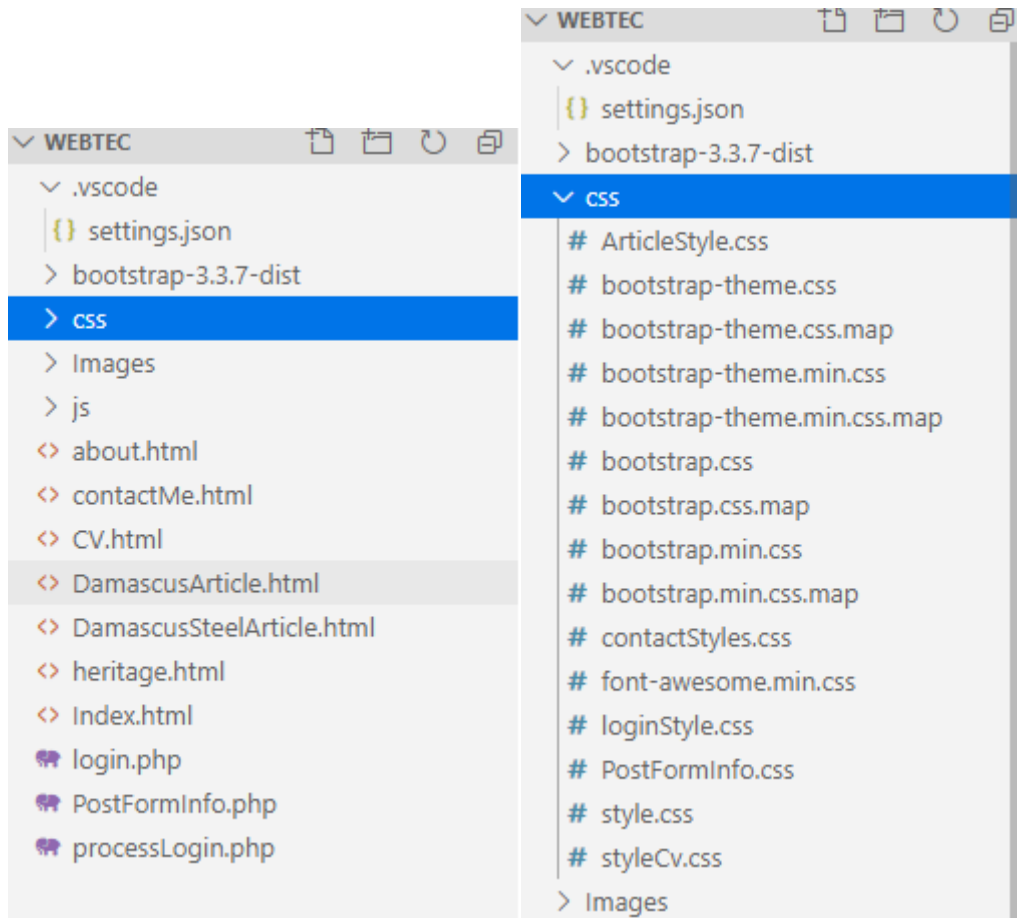 WEBTEC
.vscode
{} settings.json
bootstrap-3.3.7-dist
css
Images
js
<> about.html
<> contactMe.html
<> CV.html
<> DamascusArticle.html
<> DamascusSteelArticle.html
<> heritage.html
<> Index.html
login.php
PostFormInfo.php
processLogin.php
WEBTEC
.vscode
{} settings.json
bootstrap-3.3.7-dist
css
# ArticleStyle.css
# bootstrap-theme.css
# bootstrap-theme.css.map
# bootstrap-theme.min.css
# bootstrap-theme.min.css.map
# bootstrap.css
# bootstrap.css.map
# bootstrap.min.css
# bootstrap.min.css.map
# contactStyles.css
# font-awesome.min.css
# loginStyle.css
# PostFormInfo.css
# style.css
# styleCv.css
Images